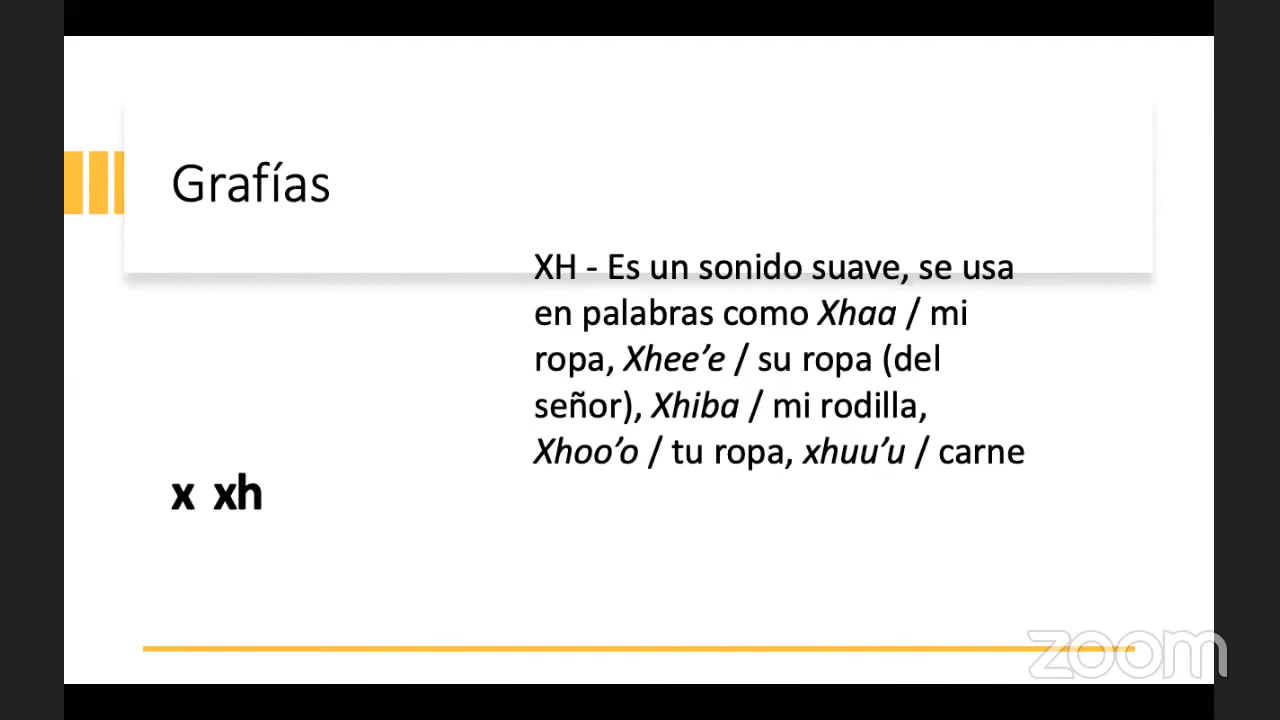 Grafías
XH - Es un sonido suave, se usa
en palabras como Xhaa / mi
ropa, Xhee’e / su ropa (del
señor), Xhiba / mi rodilla,
Xhoo’o / tu ropa, xhuu’u / carne
x xh
zoom